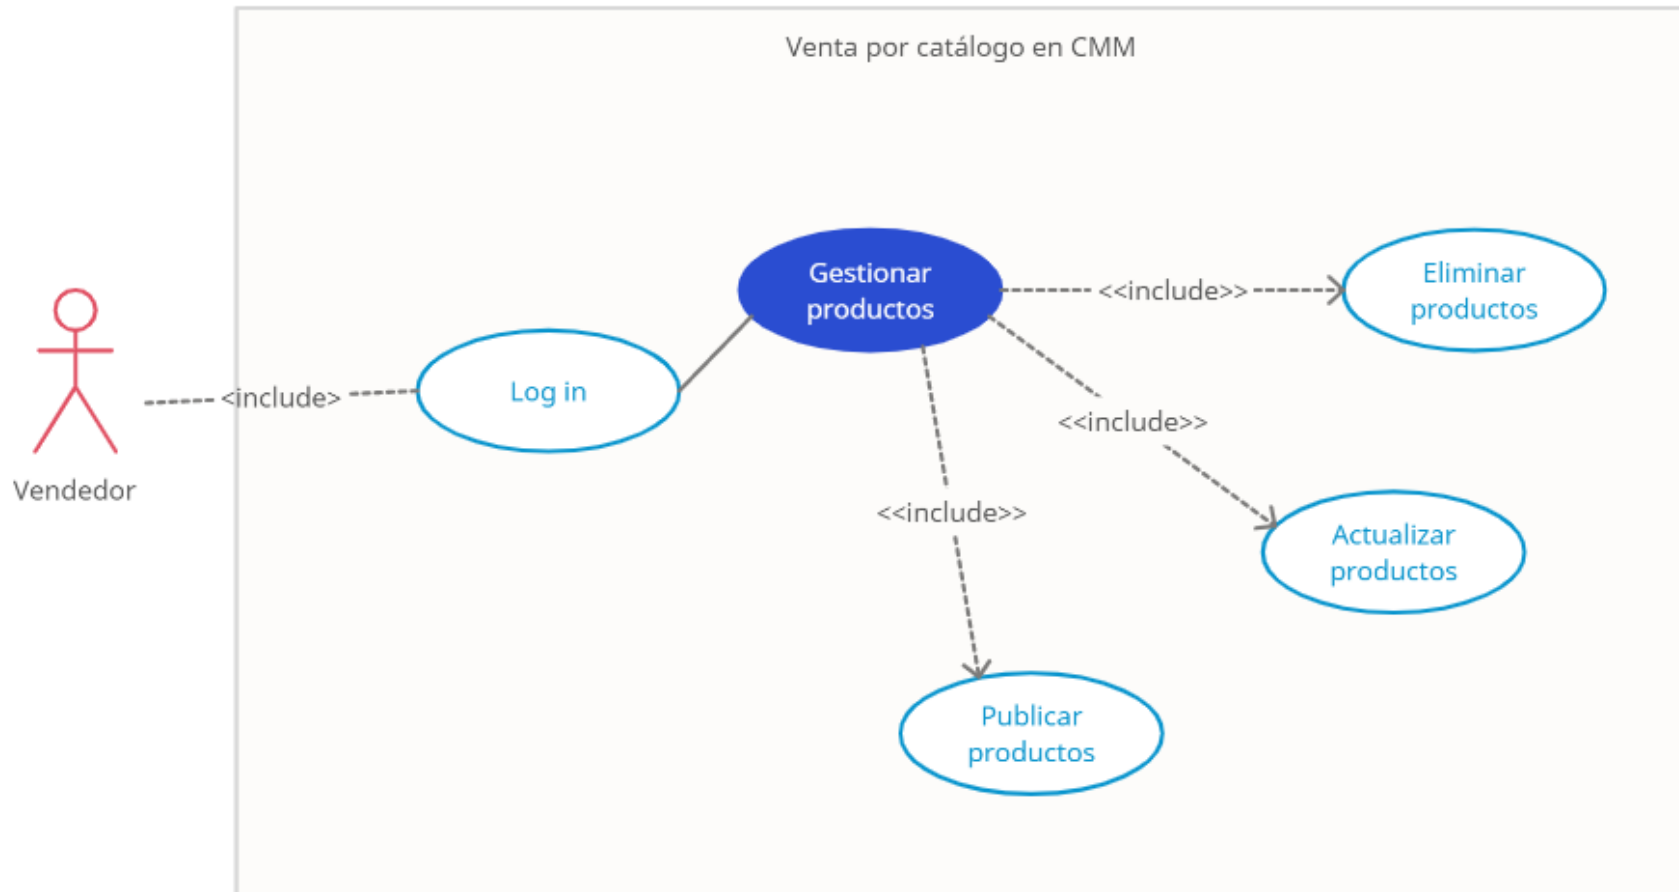 Venta por catálogo en CMM
Gestionar
productos
<<include>>
Eliminar
productos
<include>
Log in
<<include>>
Vendedor
<<include>>
Actualizar
productos
Publicar
productos